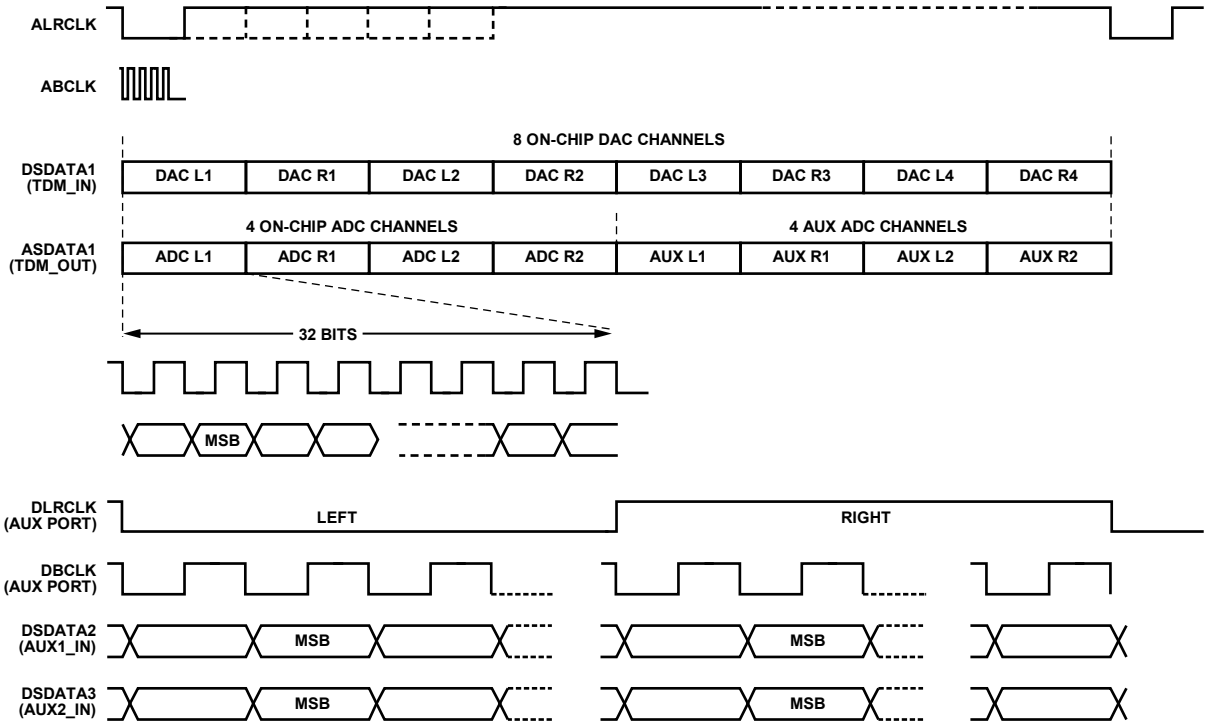 ALRCLK
ABCLK
8 ON-CHIP DAC CHANNELS
DSDATA1
(TDM_IN)
DAC L1 DAC R1 DAC L2 DAC R2 DAC L3 DAC R3 DAC L4 DAC R4
4 ON-CHIP ADC CHANNELS 4 AUX ADC CHANNELS
ASDATA1
(TDM_OUT)
ADC L1 ADC R1 ADC L2 ADC R2 AUX L1 AUX R1 AUX L2 AUX R2
32 BITS
MSB
DLRCLK
(AUX PORT)
LEFT RIGHT
DBCLK
(AUX PORT)
DSDATA2
(AUX1_IN)
MSB MSB
DSDATA3
(AUX2_IN)
MSB MSB